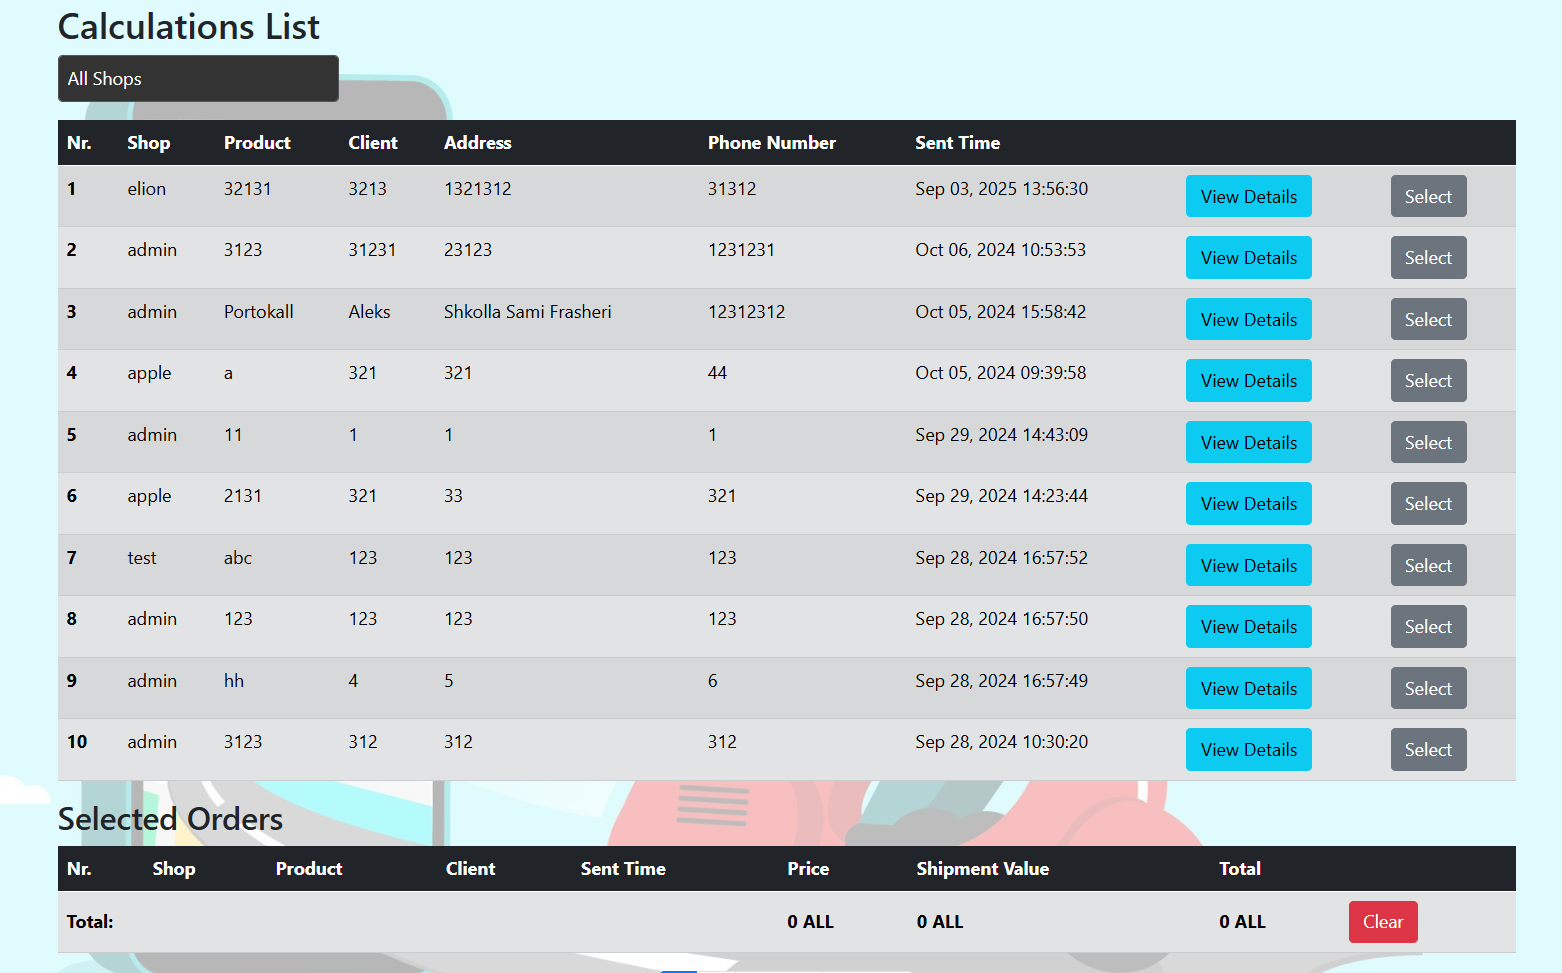 Calculations List
All Shops
Nr. Shop Product Client Address Phone Number Sent Time
1 elion 32131 3213 1321312 31312 Sep 03, 2025 13:56:30 View Details Select
2 admin 3123 31231 23123 1231231 Oct 06, 2024 10:53:53 View Details Select
3 admin Portokall Aleks Shkolla Sami Frasheri 12312312 Oct 05, 2024 15:58:42 View Details Select
4 apple a 321 321 44 Oct 05, 2024 09:39:58 View Details Select
5 admin 11 1 1 1 Sep 29, 2024 14:43:09 View Details Select
6 apple 2131 321 33 321 Sep 29, 2024 14:23:44 View Details Select
7 test abc 123 123 123 Sep 28, 2024 16:57:52 View Details Select
8 admin 123 123 123 123 Sep 28, 2024 16:57:50 View Details Select
9 admin hh 4 5 6 Sep 28, 2024 16:57:49 View Details Select
10 admin 3123 312 312 312 Sep 28, 2024 10:30:20 View Details Select
Selected Orders
Nr. Shop Product Client Sent Time Price Shipment Value Total
Total: 0 ALL 0 ALL 0 ALL Clear